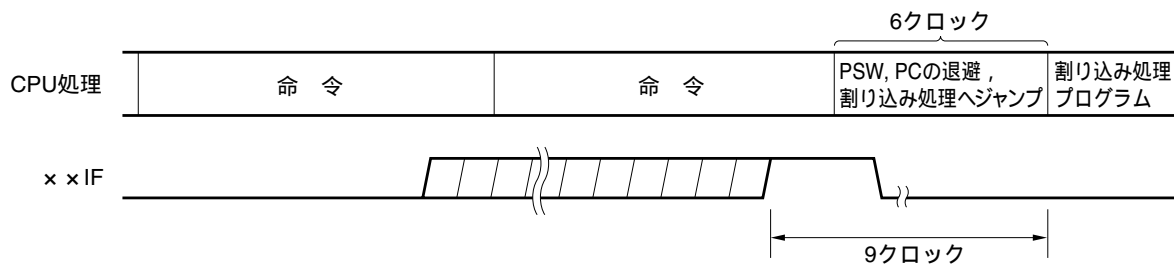 6クロック
CPU処理
命 令
命 令
PSW, PCの退避,
割り込み処理へジャンプ
割り込み処理
プログラム
××IF
9クロック